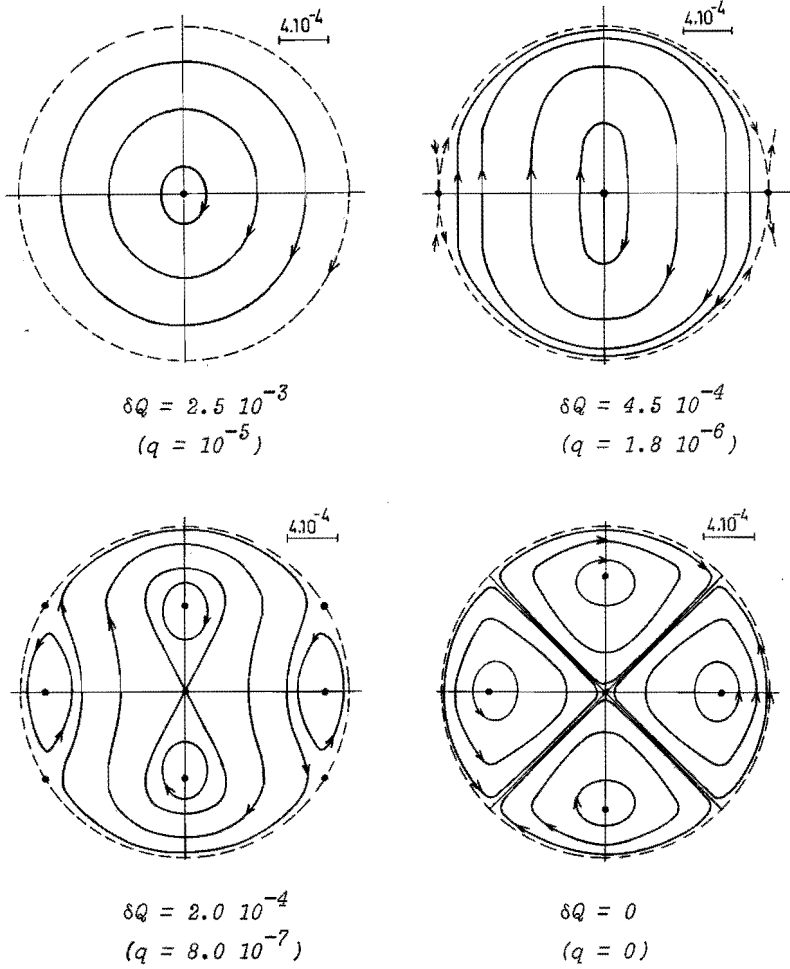 4.10⁻⁴
4.10⁻⁴
δQ = 2.5 10⁻³
(q = 10⁻⁵)
δQ = 4.5 10⁻⁴
(q = 1.8 10⁻⁶)
4.10⁻⁴
4.10⁻⁴
δQ = 2.0 10⁻⁴
(q = 8.0 10⁻⁷)
δQ = 0
(q = 0)